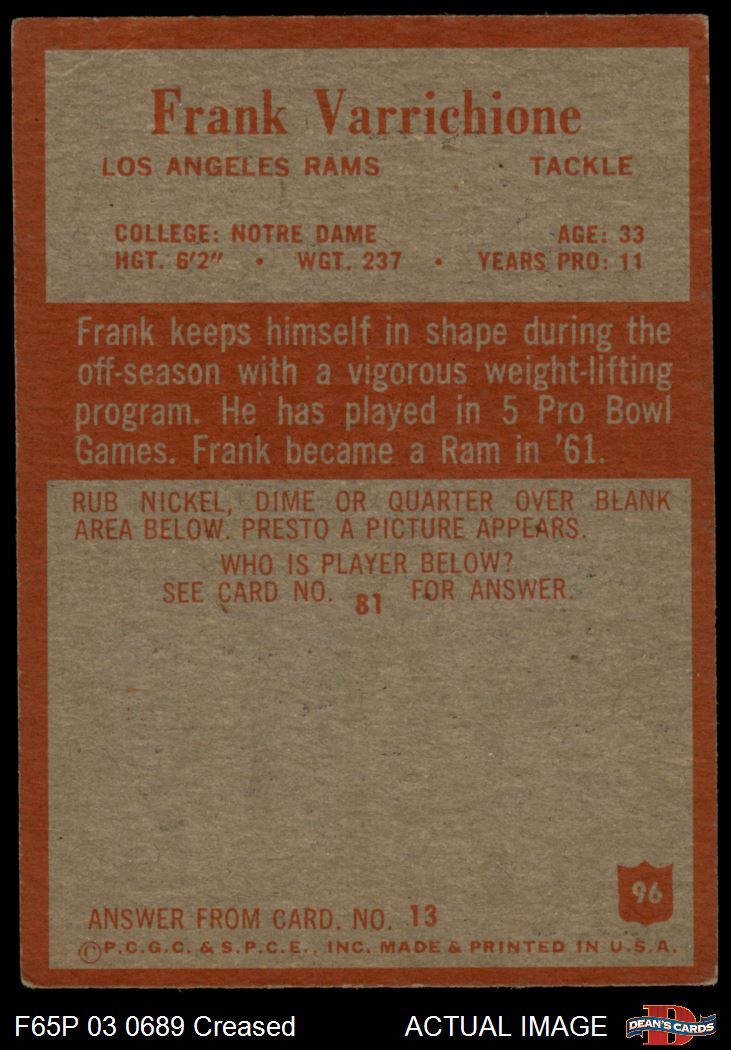 Frank Varrichione
LOS ANGELES RAMS TACKLE
COLLEGE: NOTRE DAME AGE: 33
HGT. 6'2" • WGT. 237 • YEARS PRO: 11
Frank keeps himself in shape during the
off-season with a vigorous weight-lifting
program. He has played in 5 Pro Bowl
Games. Frank became a Ram in '61.
RUB NICKEL, DIME OR QUARTER OVER BLANK
AREA BELOW. PRESTO A PICTURE APPEARS.
WHO IS PLAYER BELOW?
SEE CARD NO. 81 FOR ANSWER.
96
ANSWER FROM CARD. NO. 13
©P.C.G.C. & S.P.C.E., INC. MADE & PRINTED IN U.S.A.
F65P 03 0689 Creased ACTUAL IMAGE DEAN'S CARDS